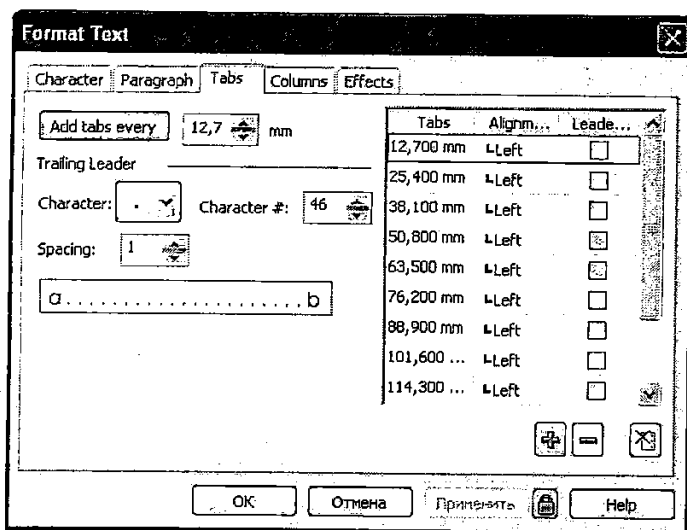 Format Text
Character Paragraph Tabs Columns Effects
Add tabs every 12,7 mm
Trailing Leader
Character: . Character #: 46
Spacing: 1
a......................b
Tabs Alignm... Leade...
12,700 mm Left
25,400 mm Left
38,100 mm Left
50,800 mm Left
63,500 mm Left
76,200 mm Left
88,900 mm Left
101,600 ... Left
114,300 ... Left
OK Отмена Применить Help